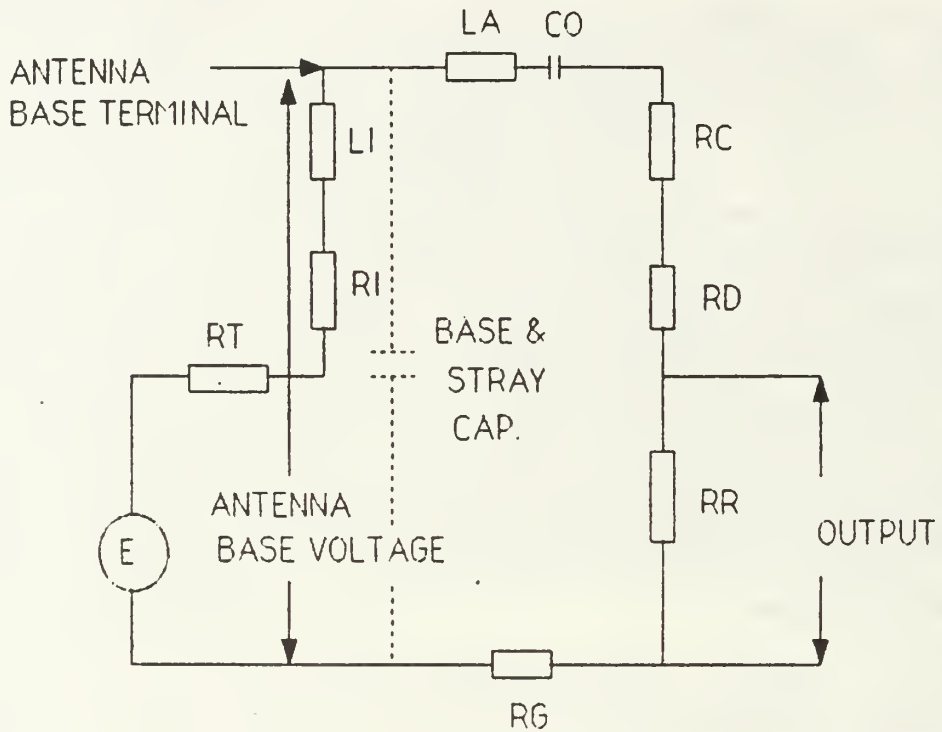 LA
CO
ANTENNA
BASE TERMINAL
LI
RC
RI
RD
RT
BASE &
STRAY
CAP.
ANTENNA
BASE VOLTAGE
RR
OUTPUT
E
RG